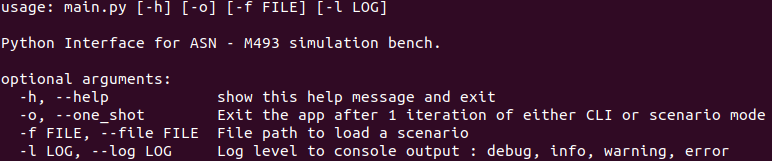 usage: main.py [-h] [-o] [-f FILE] [-l LOG]
Python Interface for ASN - M493 simulation bench.
optional arguments:
  -h, --help            show this help message and exit
  -o, --one_shot        Exit the app after 1 iteration of either CLI or scenario mode
  -f FILE, --file FILE  File path to load a scenario
  -l LOG, --log LOG     Log level to console output : debug, info, warning, error